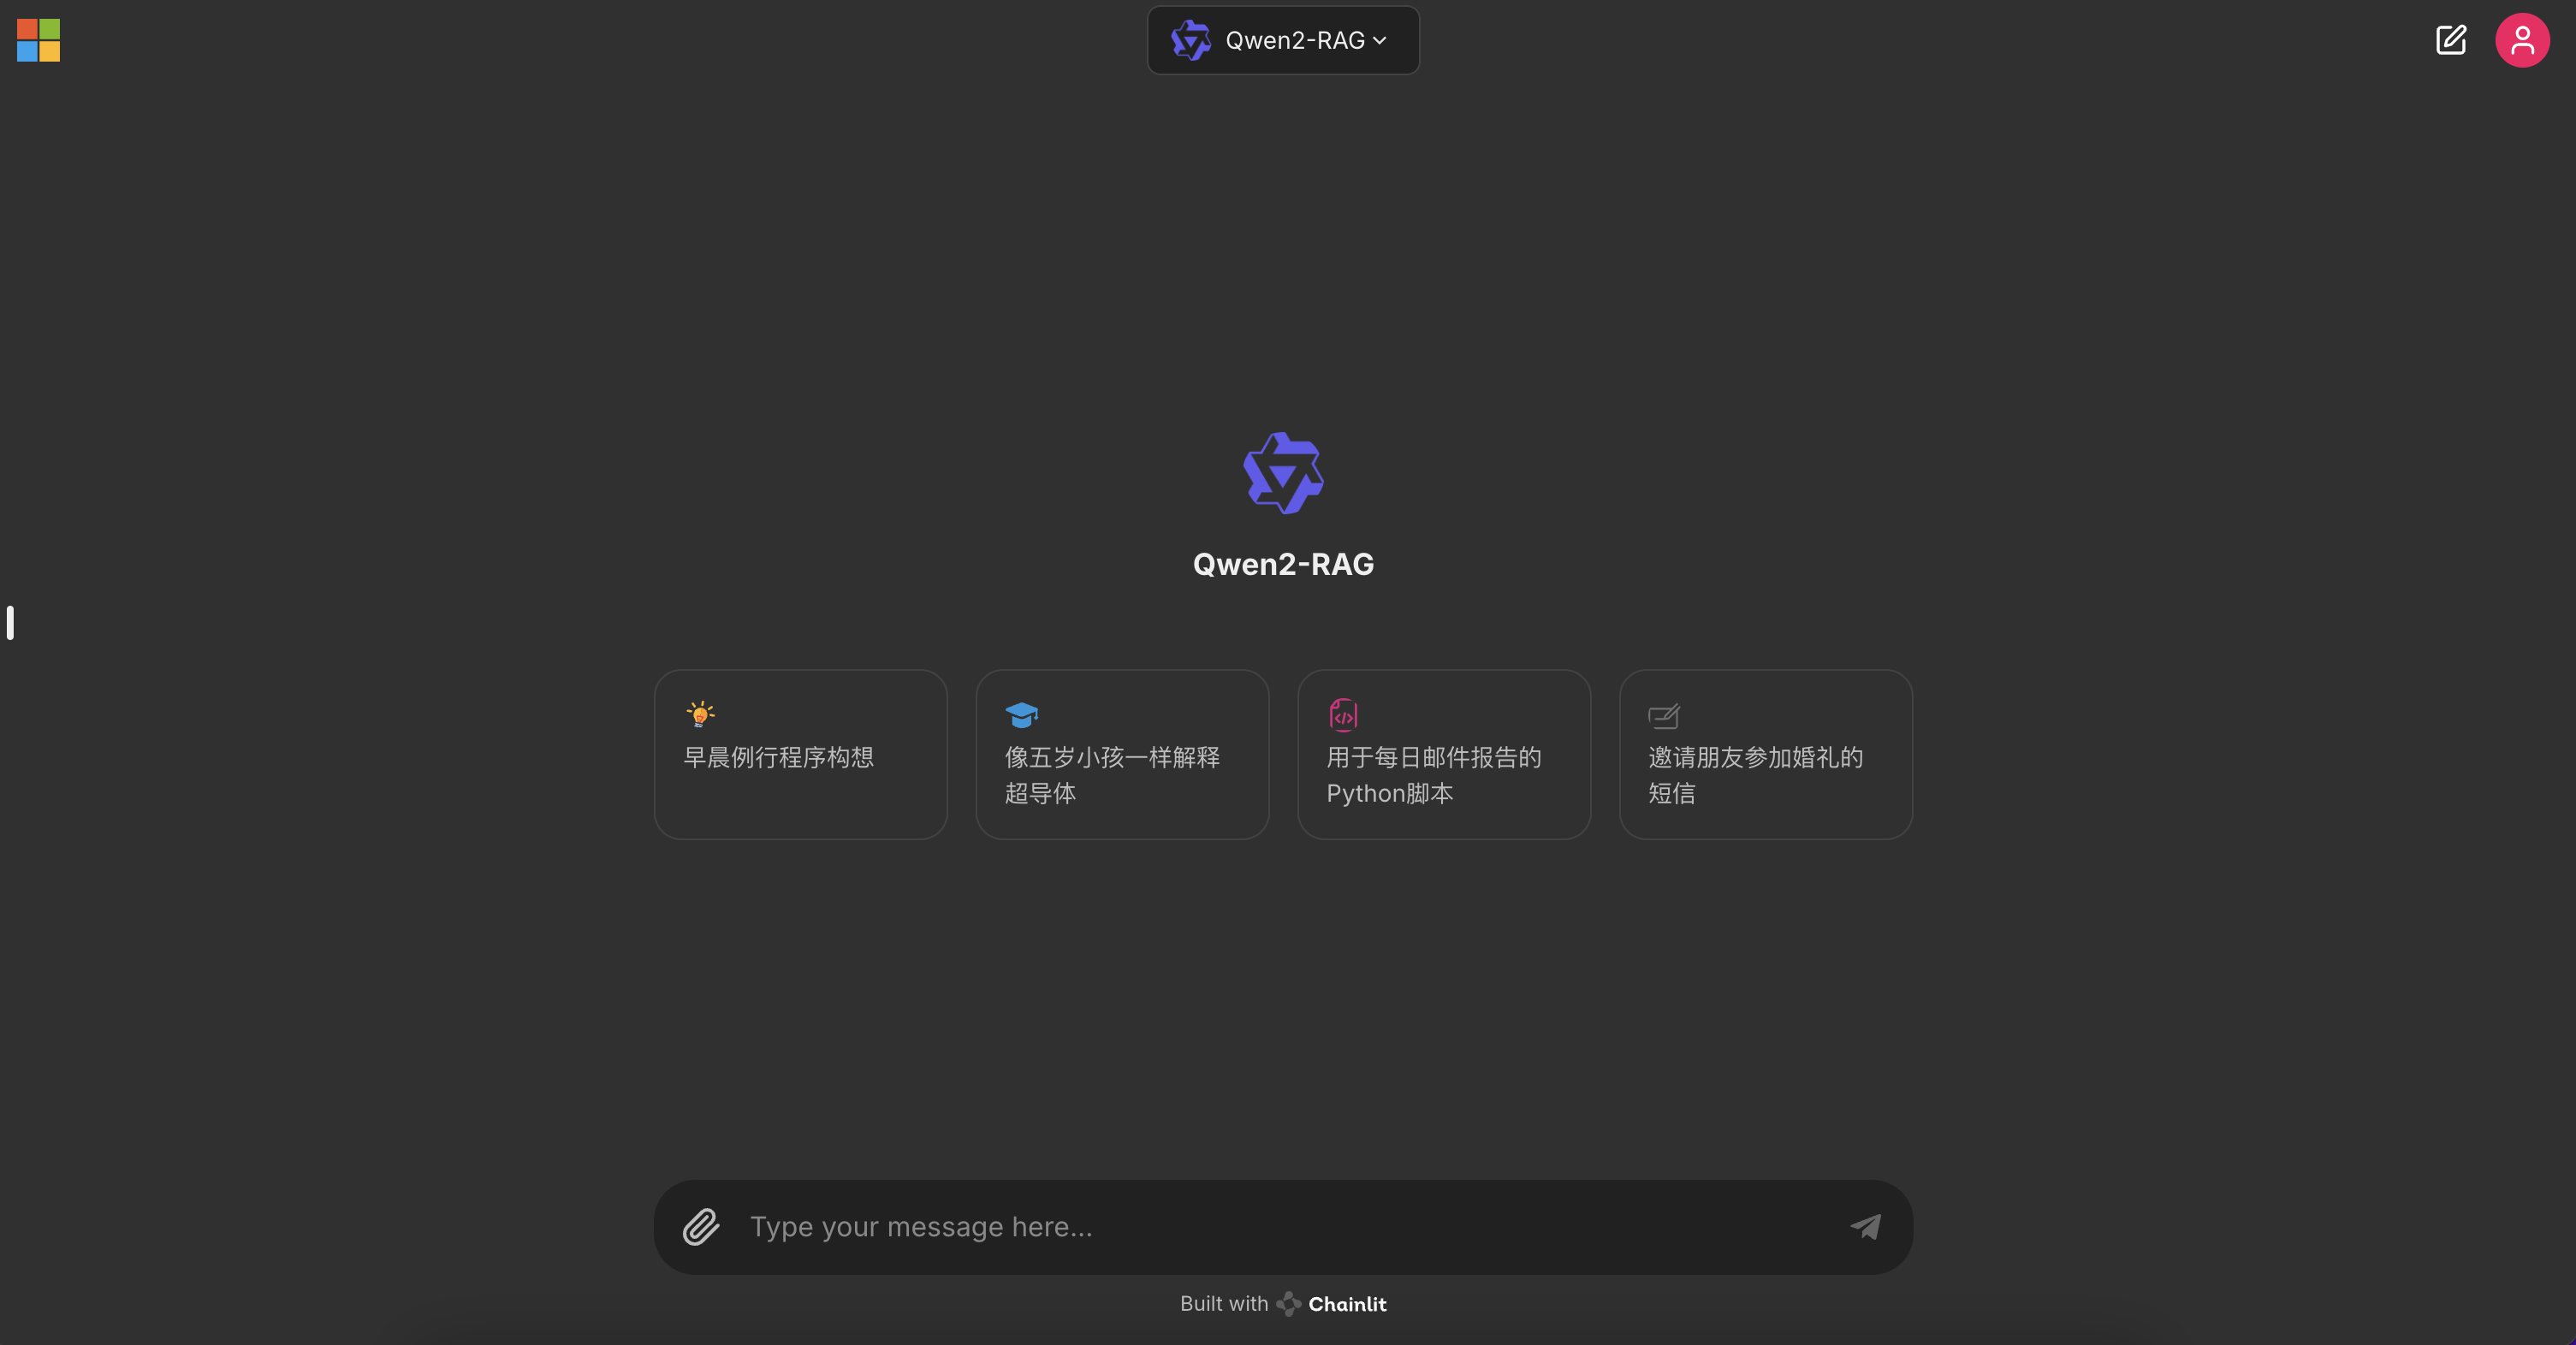 Qwen2-RAG
Qwen2-RAG
早晨例行程序构想
像五岁小孩一样解释
超导体
用于每日邮件报告的
Python脚本
邀请朋友参加婚礼的
短信
Type your message here...
Built with Chainlit